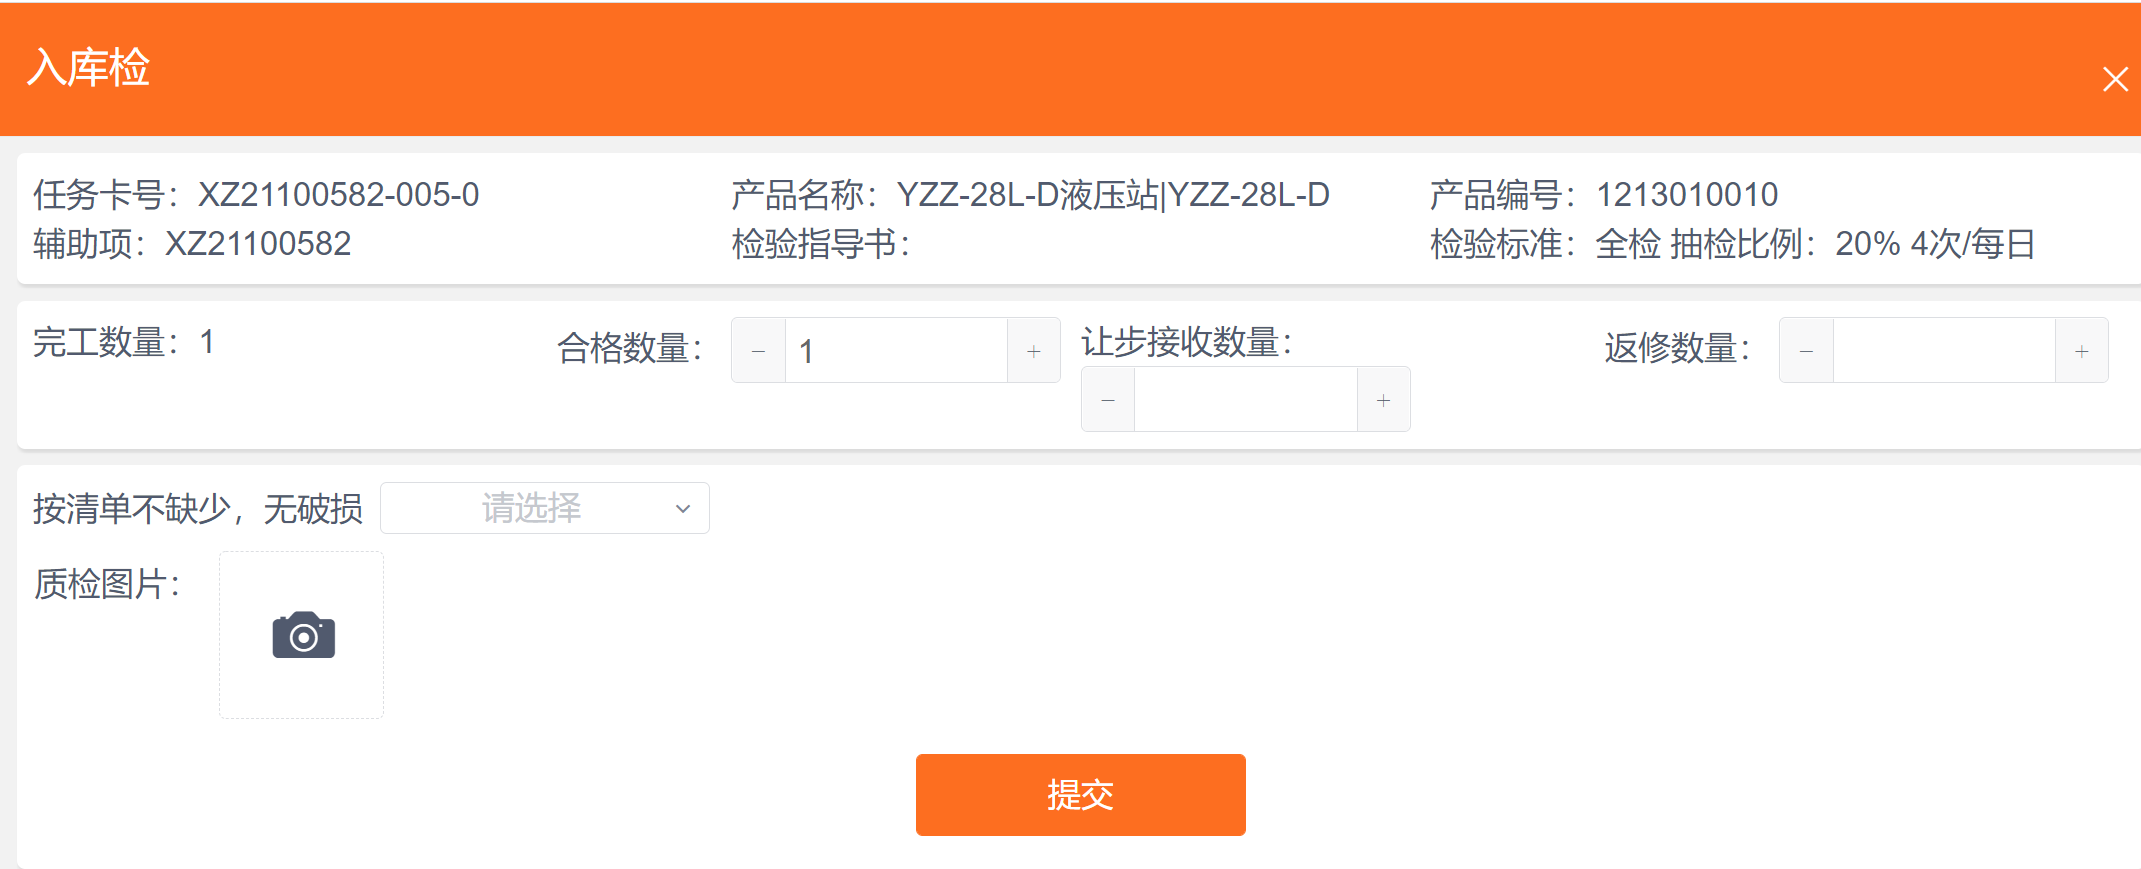 入库检
任务卡号：XZ21100582-005-0 产品名称：YZZ-28L-D液压站|YZZ-28L-D 产品编号：1213010010
辅助项：XZ21100582 检验指导书： 检验标准：全检 抽检比例：20% 4次/每日
完工数量：1 合格数量： 1 让步接收数量： 返修数量：
按清单不缺少，无破损 请选择
质检图片：
提交